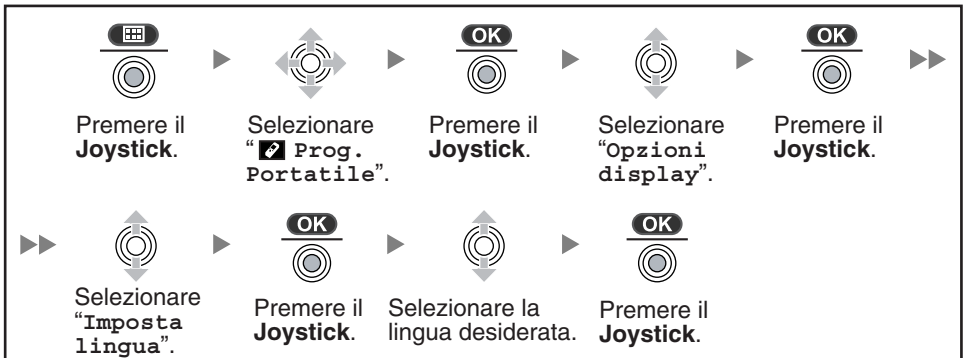 OK
OK
Premere il
Joystick.
Selezionare
“ Prog.
Portatile”.
Premere il
Joystick.
Selezionare
“Opzioni
display”.
Premere il
Joystick.
OK
OK
Selezionare
“Imposta
lingua”.
Premere il
Joystick.
Selezionare la
lingua desiderata.
Premere il
Joystick.